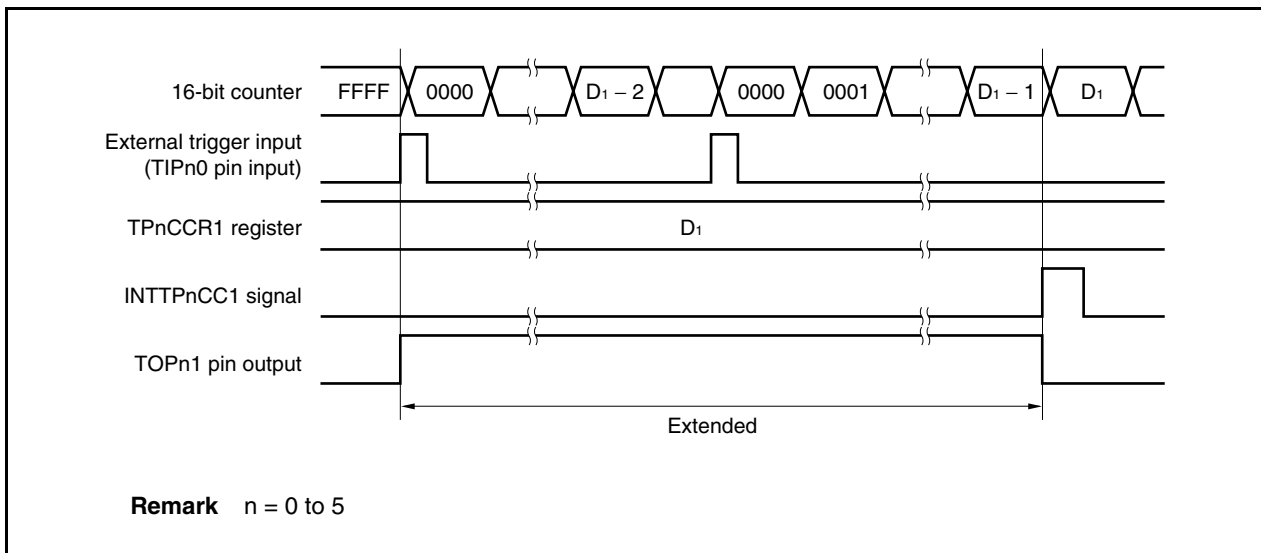 16-bit counter FFFF 0000 D1 − 2 0000 0001 D1 − 1 D1
External trigger input
(TIPn0 pin input)
TPnCCR1 register D1
INTTPnCC1 signal
TOPn1 pin output
Extended
Remark n = 0 to 5